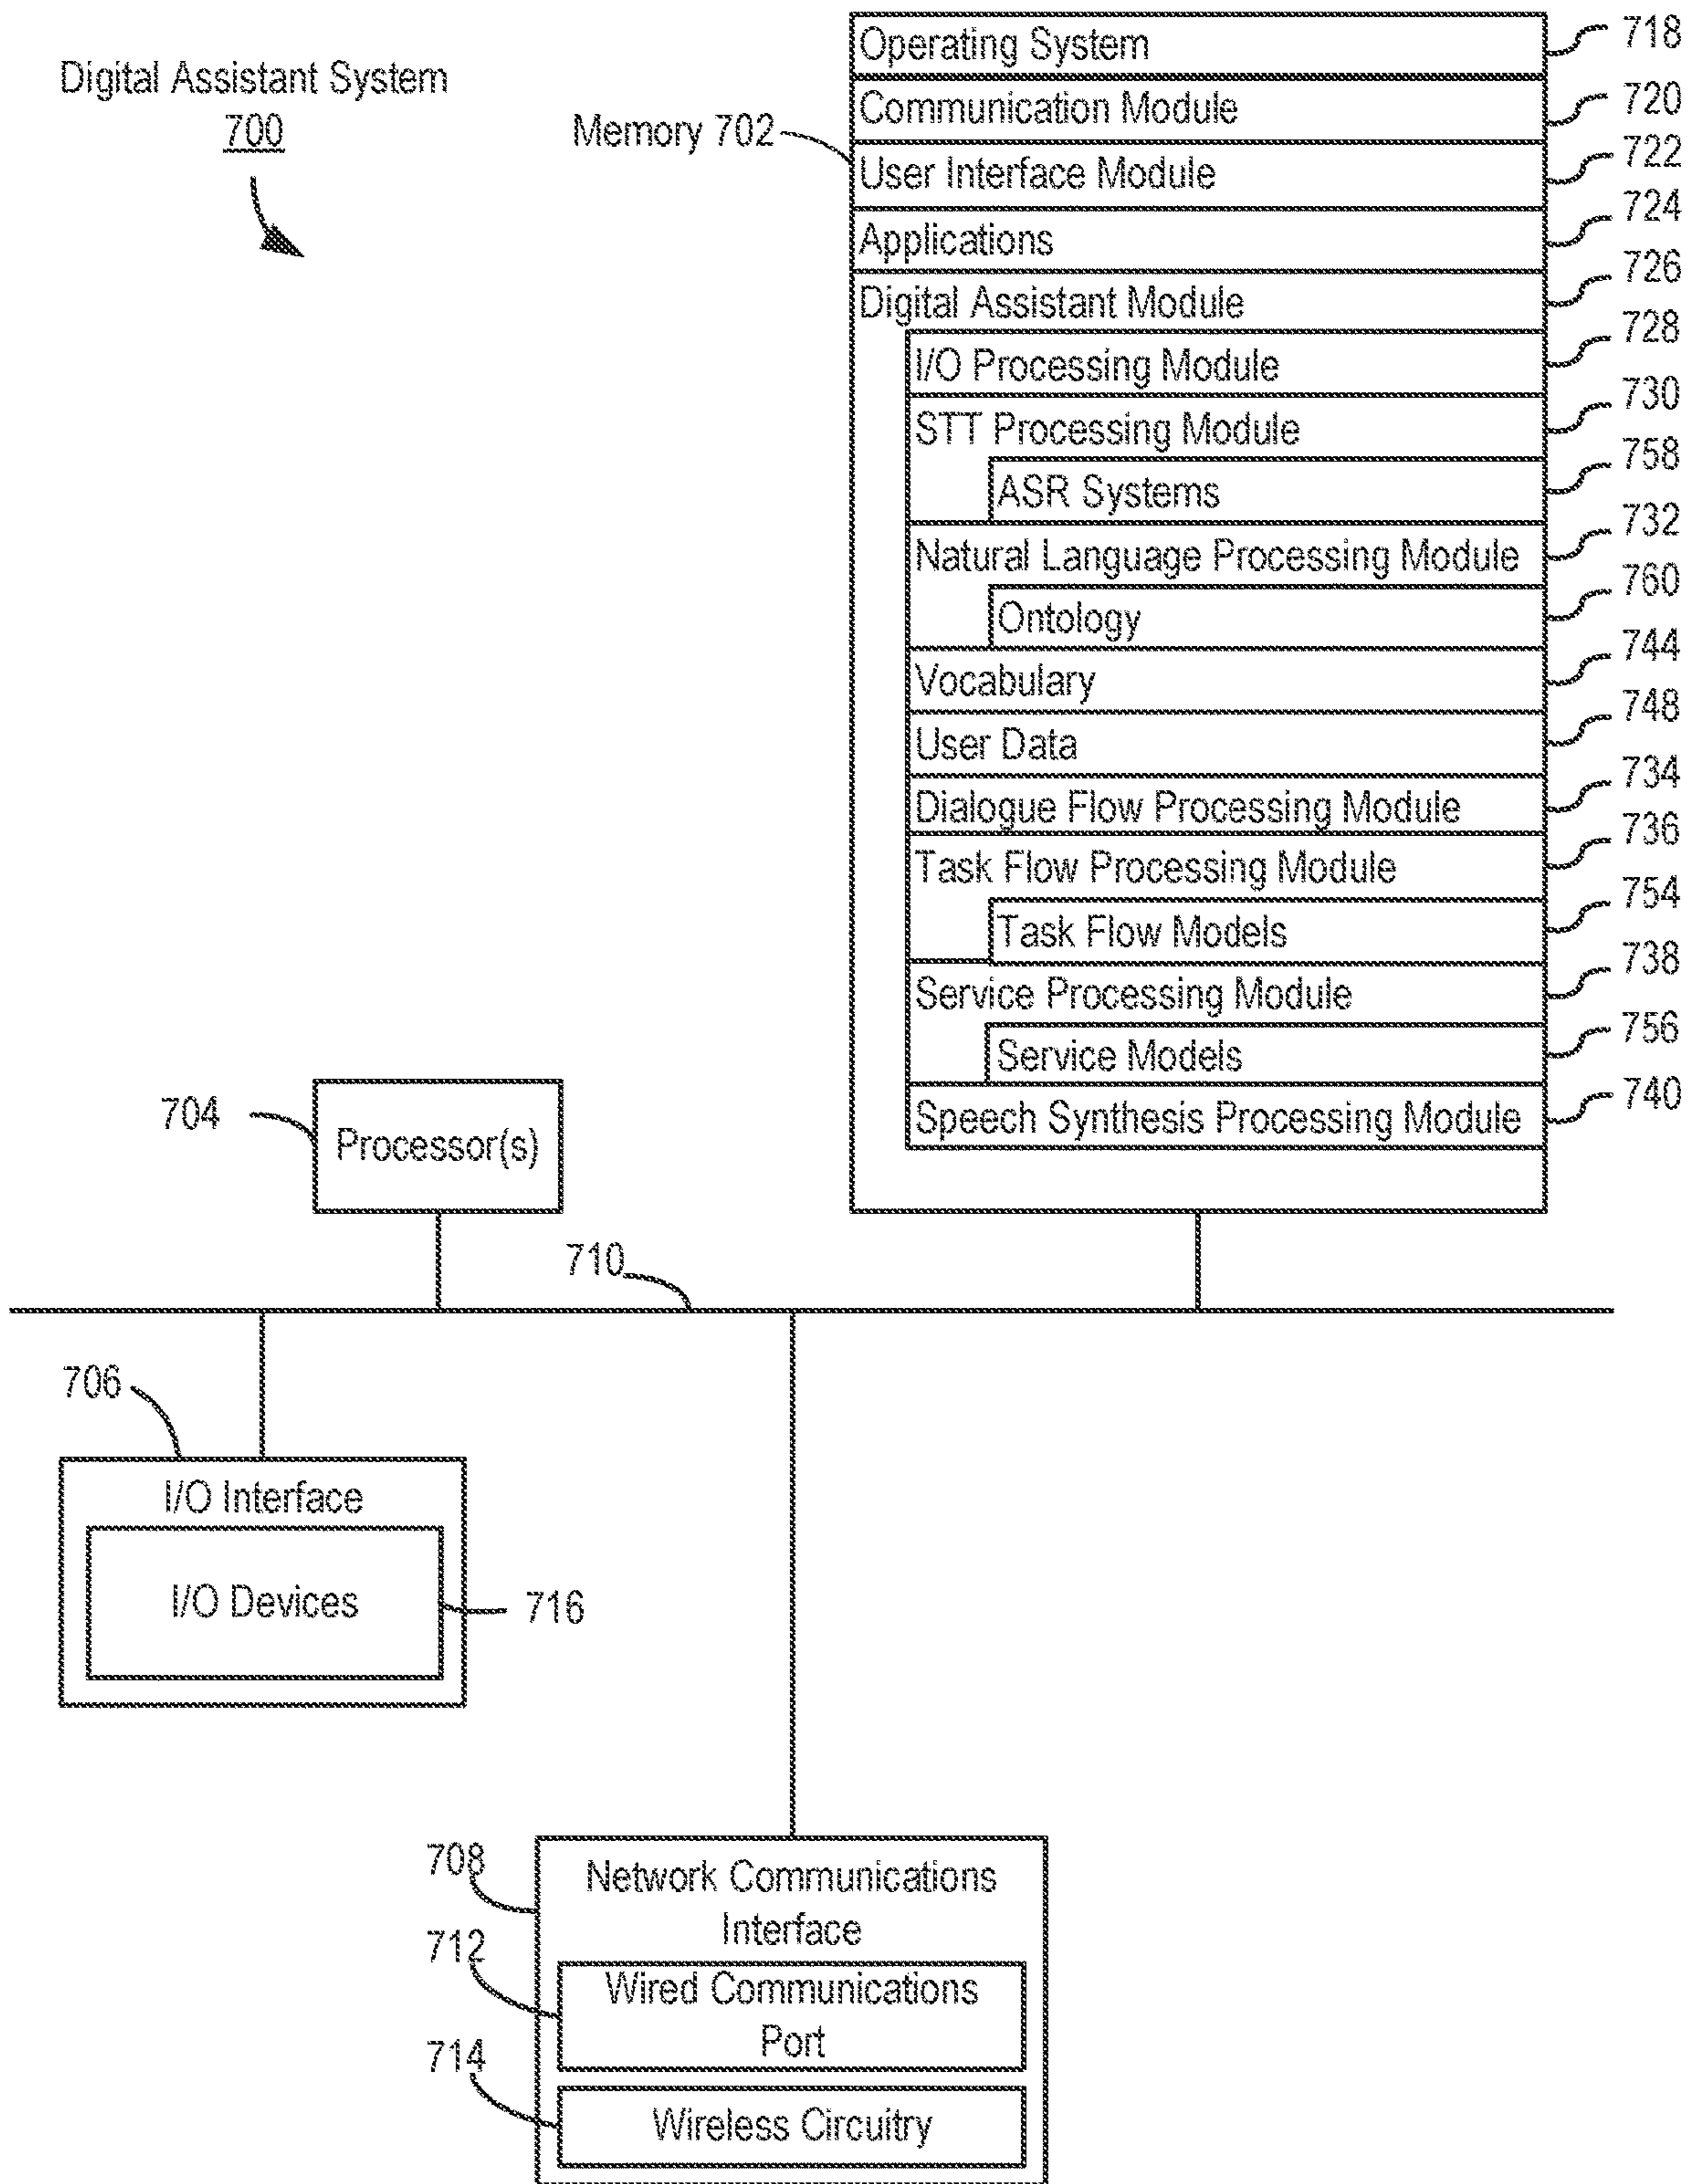 Digital Assistant System
700
Memory 702
Operating System 718
Communication Module 720
User Interface Module 722
Applications 724
Digital Assistant Module 726
I/O Processing Module 728
STT Processing Module 730
ASR Systems 758
Natural Language Processing Module 732
Ontology 760
Vocabulary 744
User Data 748
Dialogue Flow Processing Module 734
Task Flow Processing Module 736
Task Flow Models 754
Service Processing Module 738
Service Models 756
Speech Synthesis Processing Module 740
704
Processor(s)
710
706
I/O Interface
I/O Devices
716
708
Network Communications
Interface
712
Wired Communications
Port
714
Wireless Circuitry